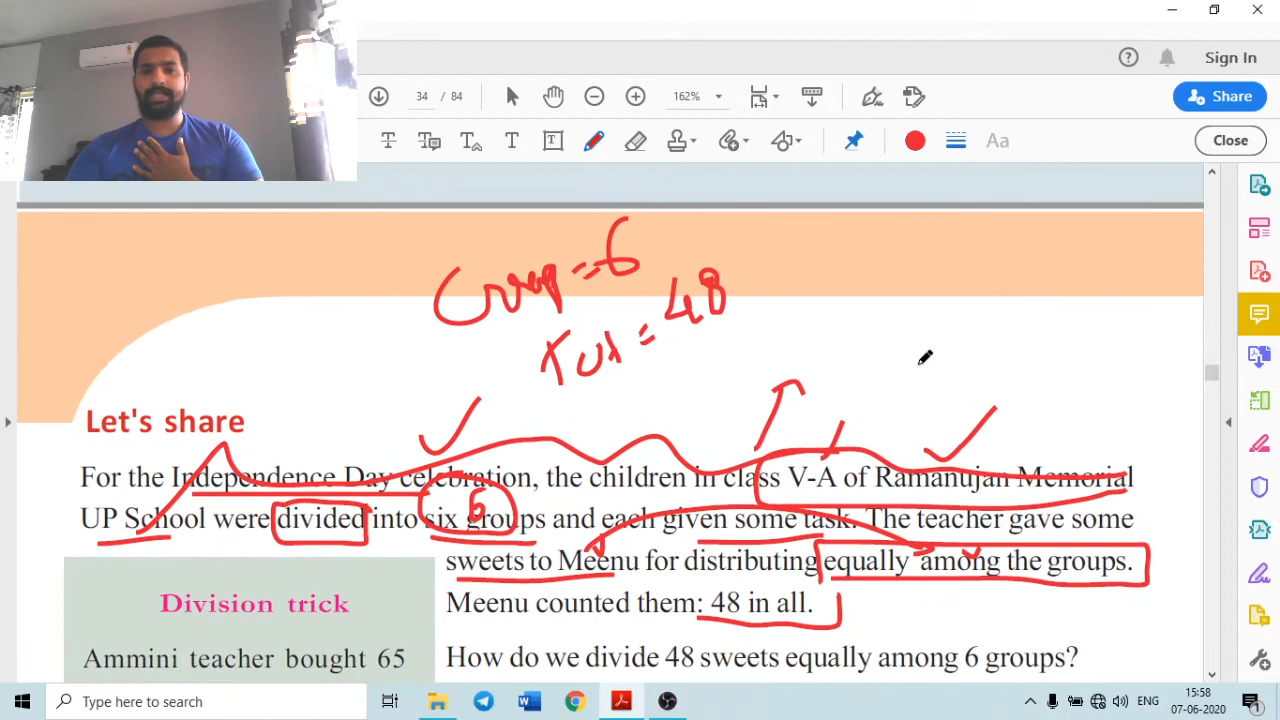 Sign In
34 / 84
162%
Share
Aa
Close
Group = 6
Tot = 48
Let's share
For the Independence Day celebration, the children in class V-A of Ramanujan Memorial
UP School were divided into six groups and each given some task. The teacher gave some
6
sweets to Meenu for distributing equally among the groups.
Meenu counted them: 48 in all.
How do we divide 48 sweets equally among 6 groups?
Division trick
Ammini teacher bought 65
Type here to search
ENG
15:58
07-06-2020